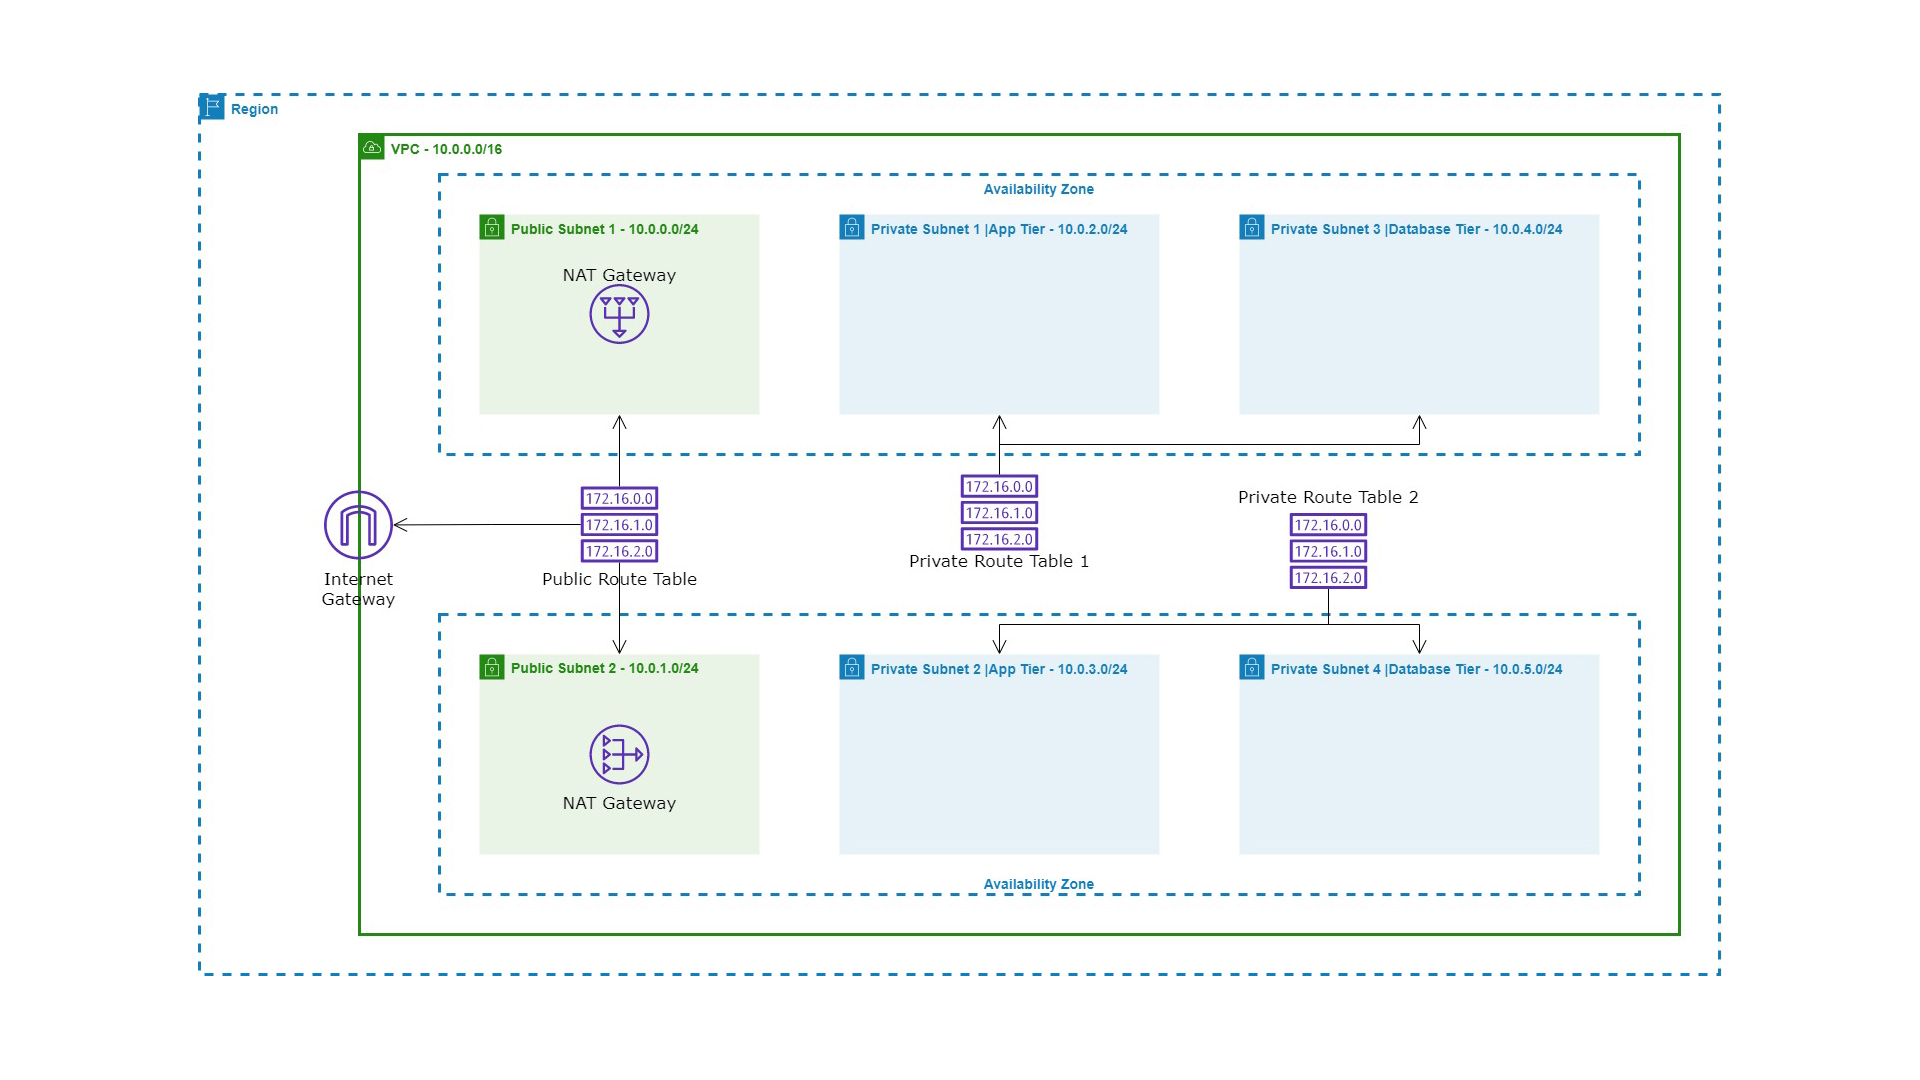 Region
VPC - 10.0.0.0/16
Availability Zone
Public Subnet 1 - 10.0.0.0/24
Private Subnet 1 |App Tier - 10.0.2.0/24
Private Subnet 3 |Database Tier - 10.0.4.0/24
NAT Gateway
172.16.0.0
172.16.1.0
172.16.2.0
Public Route Table
Internet
Gateway
172.16.0.0
172.16.1.0
172.16.2.0
Private Route Table 1
Private Route Table 2
172.16.0.0
172.16.1.0
172.16.2.0
Public Subnet 2 - 10.0.1.0/24
Private Subnet 2 |App Tier - 10.0.3.0/24
Private Subnet 4 |Database Tier - 10.0.5.0/24
NAT Gateway
Availability Zone